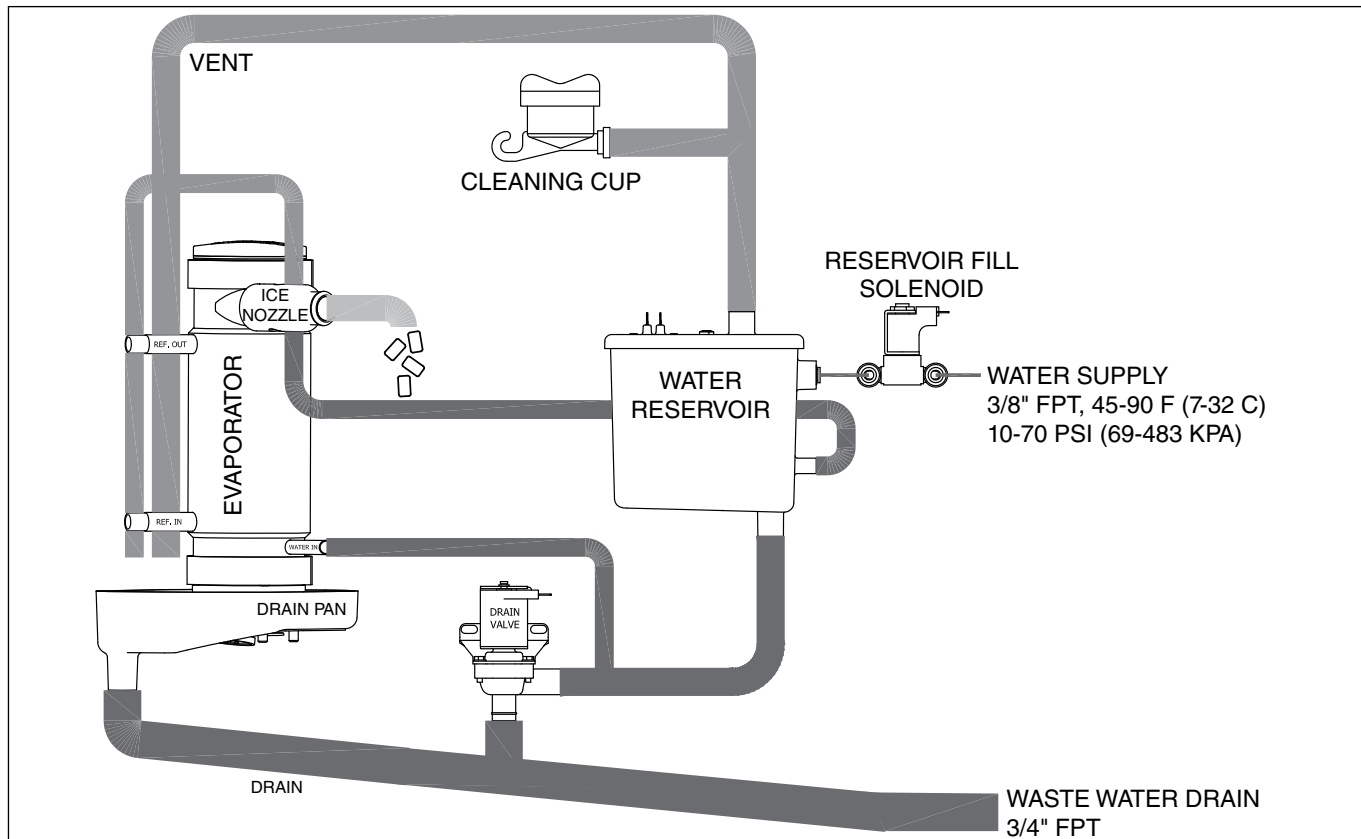 VENT
CLEANING CUP
RESERVOIR FILL
SOLENOID
ICE
NOZZLE
REF. OUT
WATER
RESERVOIR
WATER SUPPLY
3/8" FPT, 45-90 F (7-32 C)
10-70 PSI (69-483 KPA)
EVAPORATOR
REF. IN
WATER IN
DRAIN PAN
DRAIN
VALVE
DRAIN
WASTE WATER DRAIN
3/4" FPT